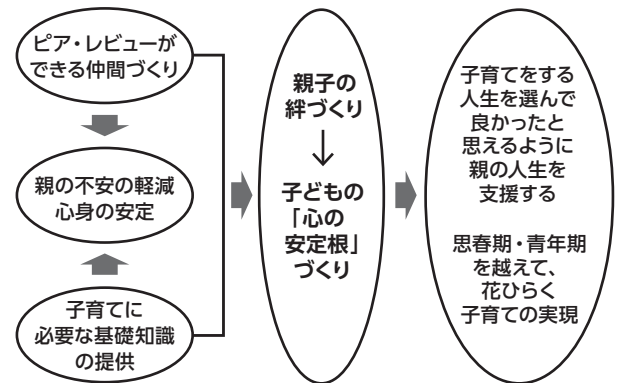 ピア・レビューが
できる仲間づくり
親の不安の軽減
心身の安定
子育てに
必要な基礎知識
の提供
親子の
絆づくり
↓
子どもの
「心の
安定根」
づくり
子育てをする
人生を選んで
良かったと
思えるように
親の人生を
支援する
思春期・青年期
を越えて、
花ひらく
子育ての実現